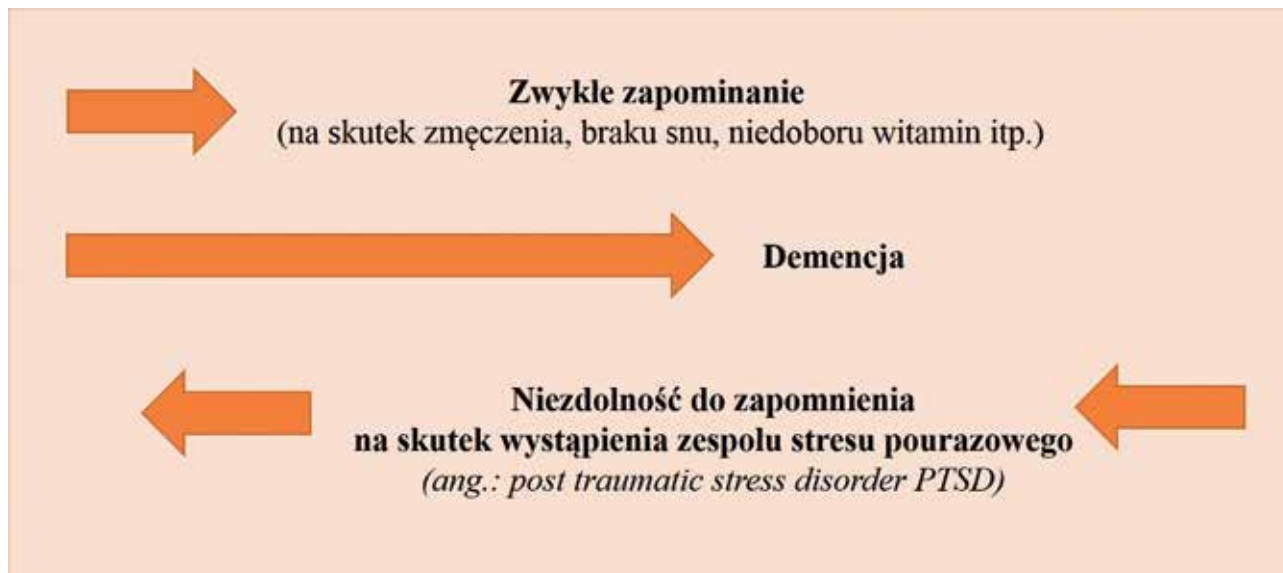 Zwykłe zapominanie
(na skutek zmęczenia, braku snu, niedoboru witamin itp.)
Demencja
Niezdolność do zapomnienia
na skutek wystąpienia zespołu stresu pourazowego
(ang.: post traumatic stress disorder PTSD)